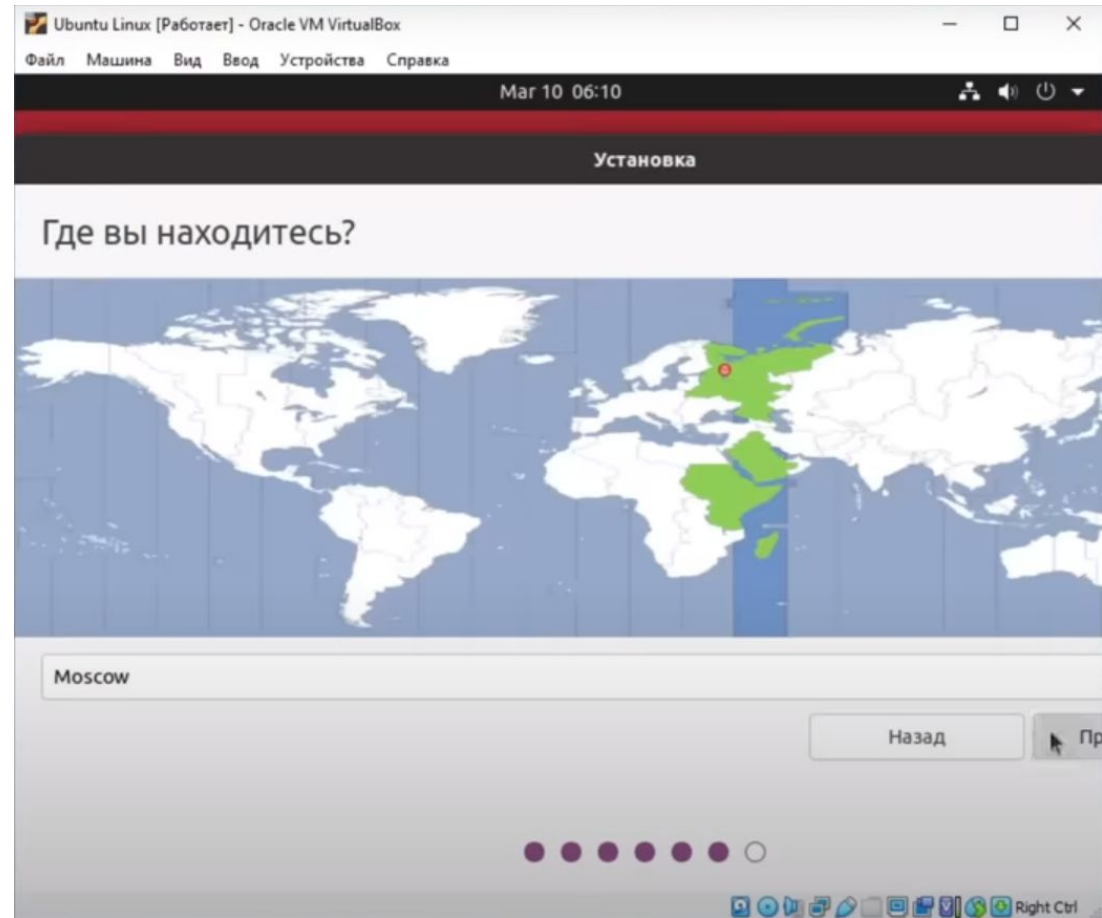 Ubuntu Linux [Работает] - Oracle VM VirtualBox
Файл Машина Вид Ввод Устройства Справка
Mar 10 06:10
Установка
Где вы находитесь?
Moscow
Назад
Пр
Right Ctrl